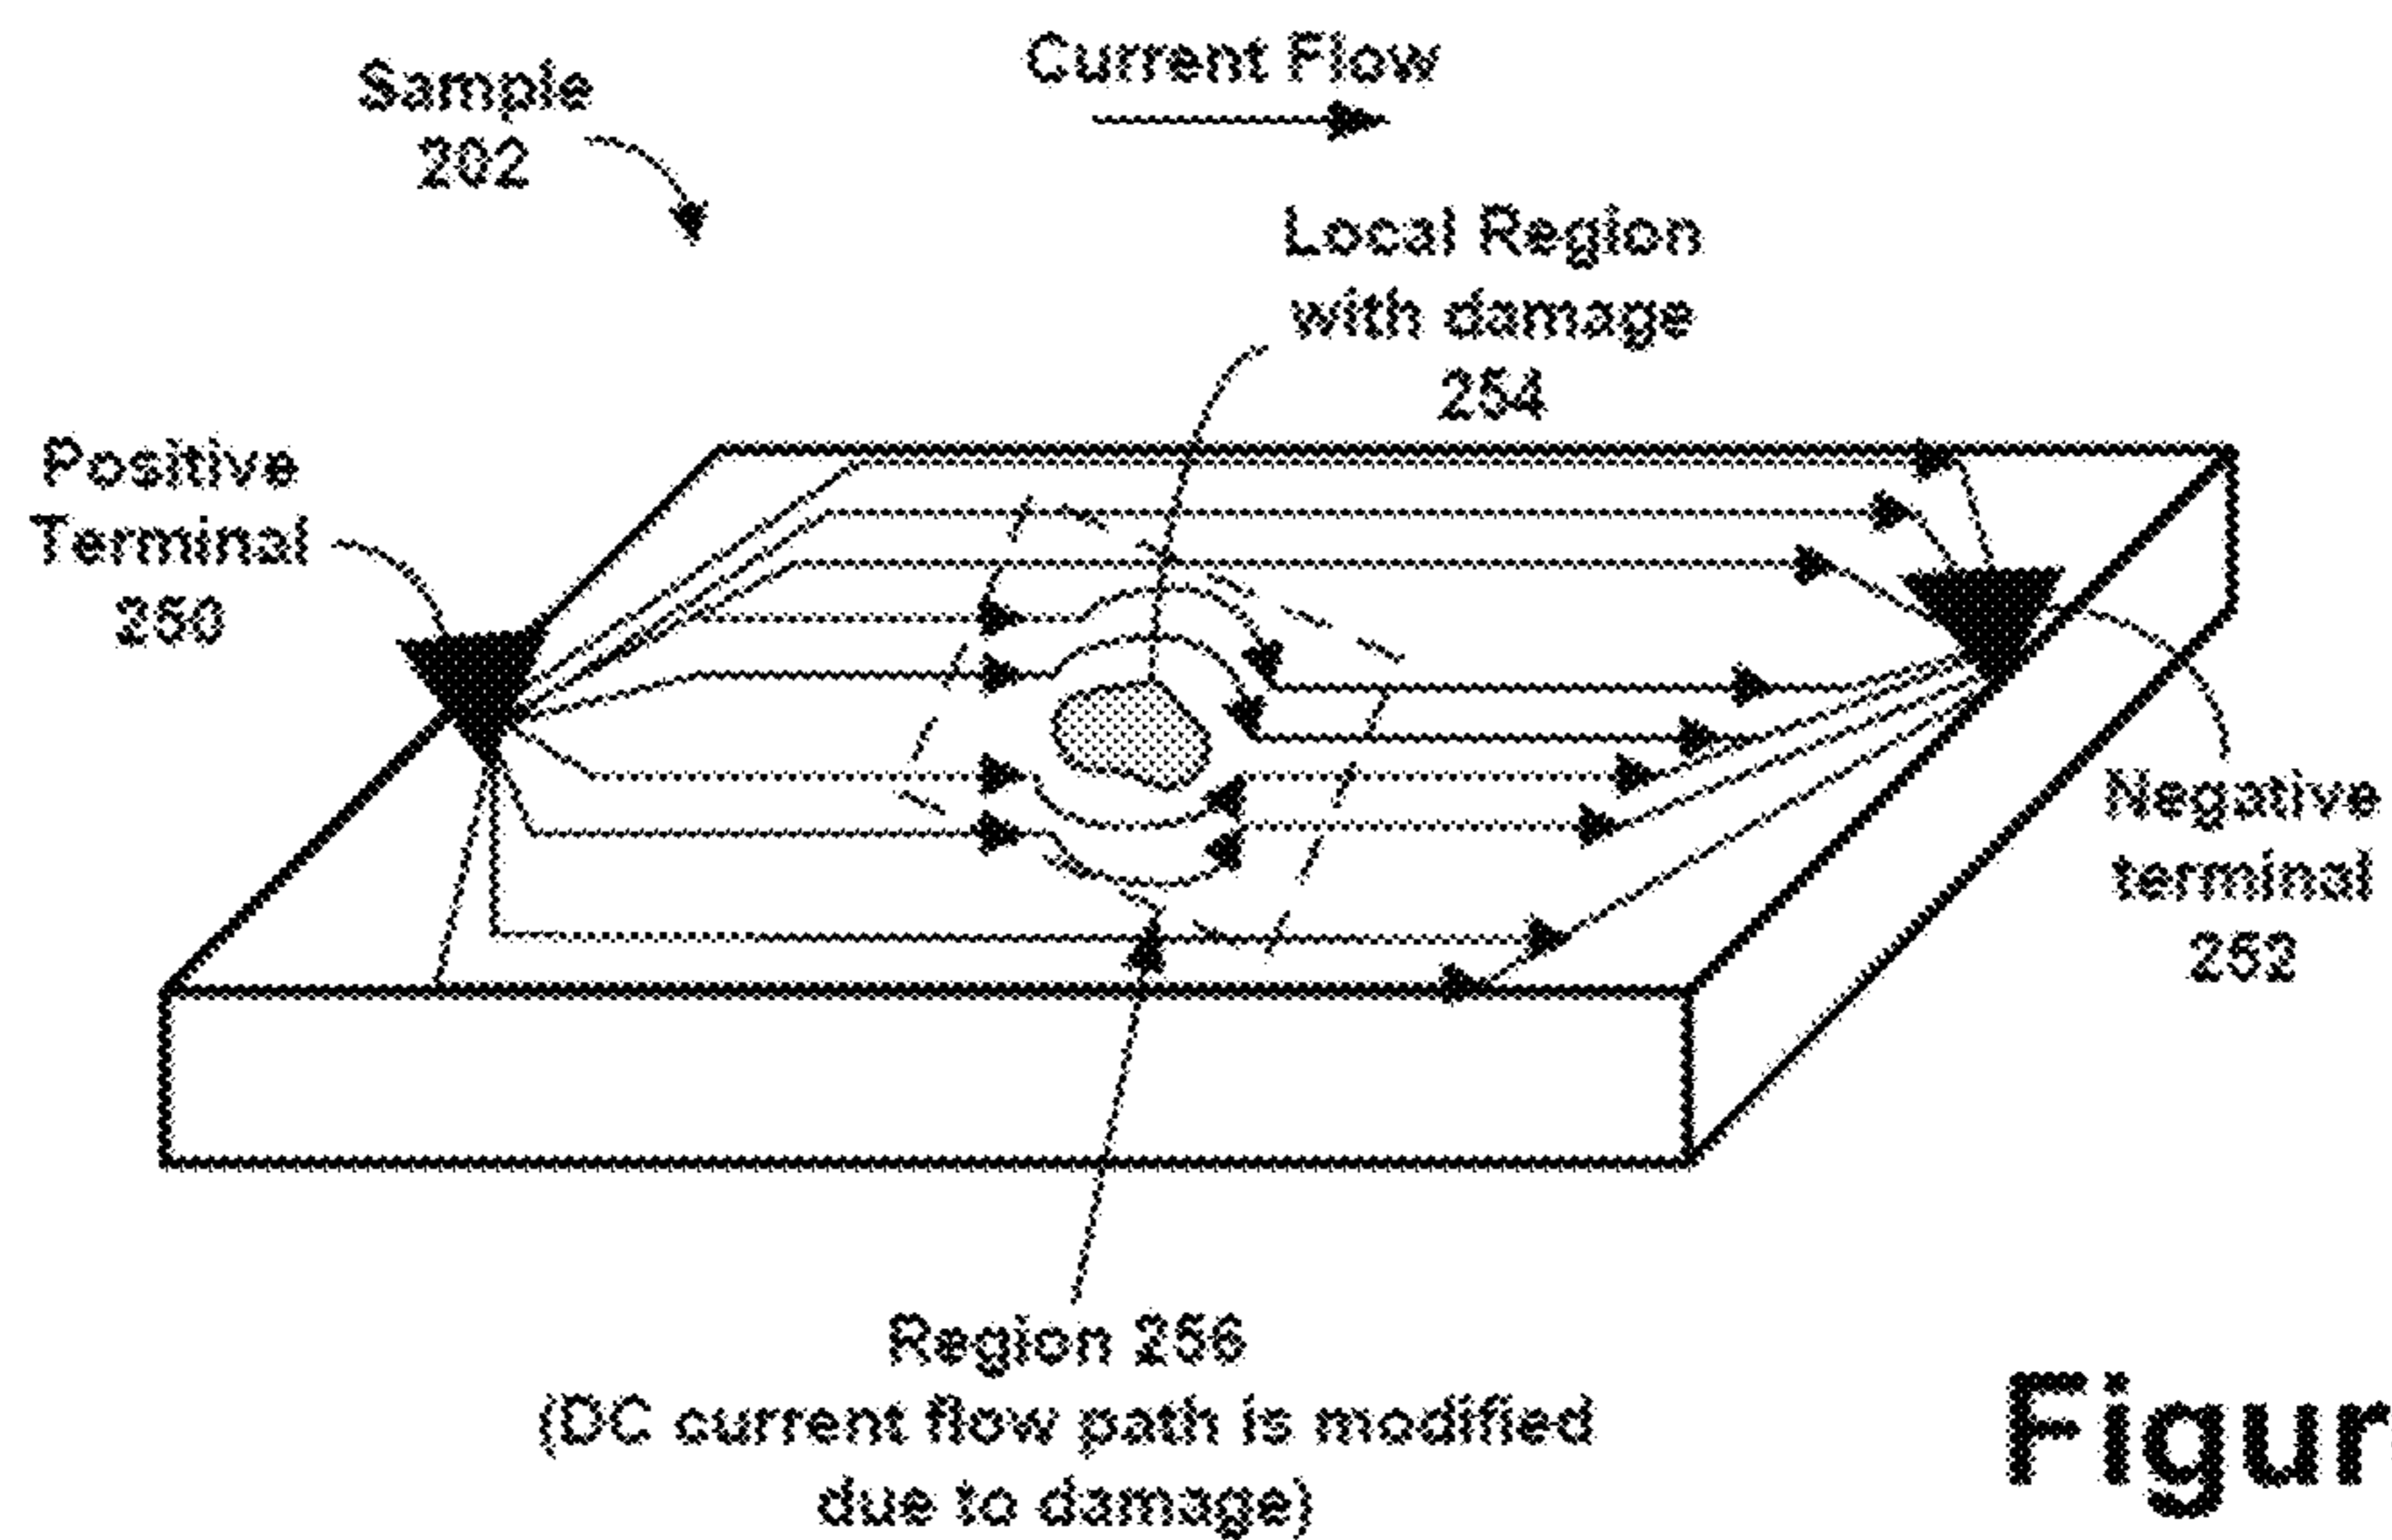 Current Flow
Sample
202
Local Region
with damage
254
Positive
Terminal
250
Negative
terminal
252
Region 256
(DC current flow path is modified
due to damage)
Figur